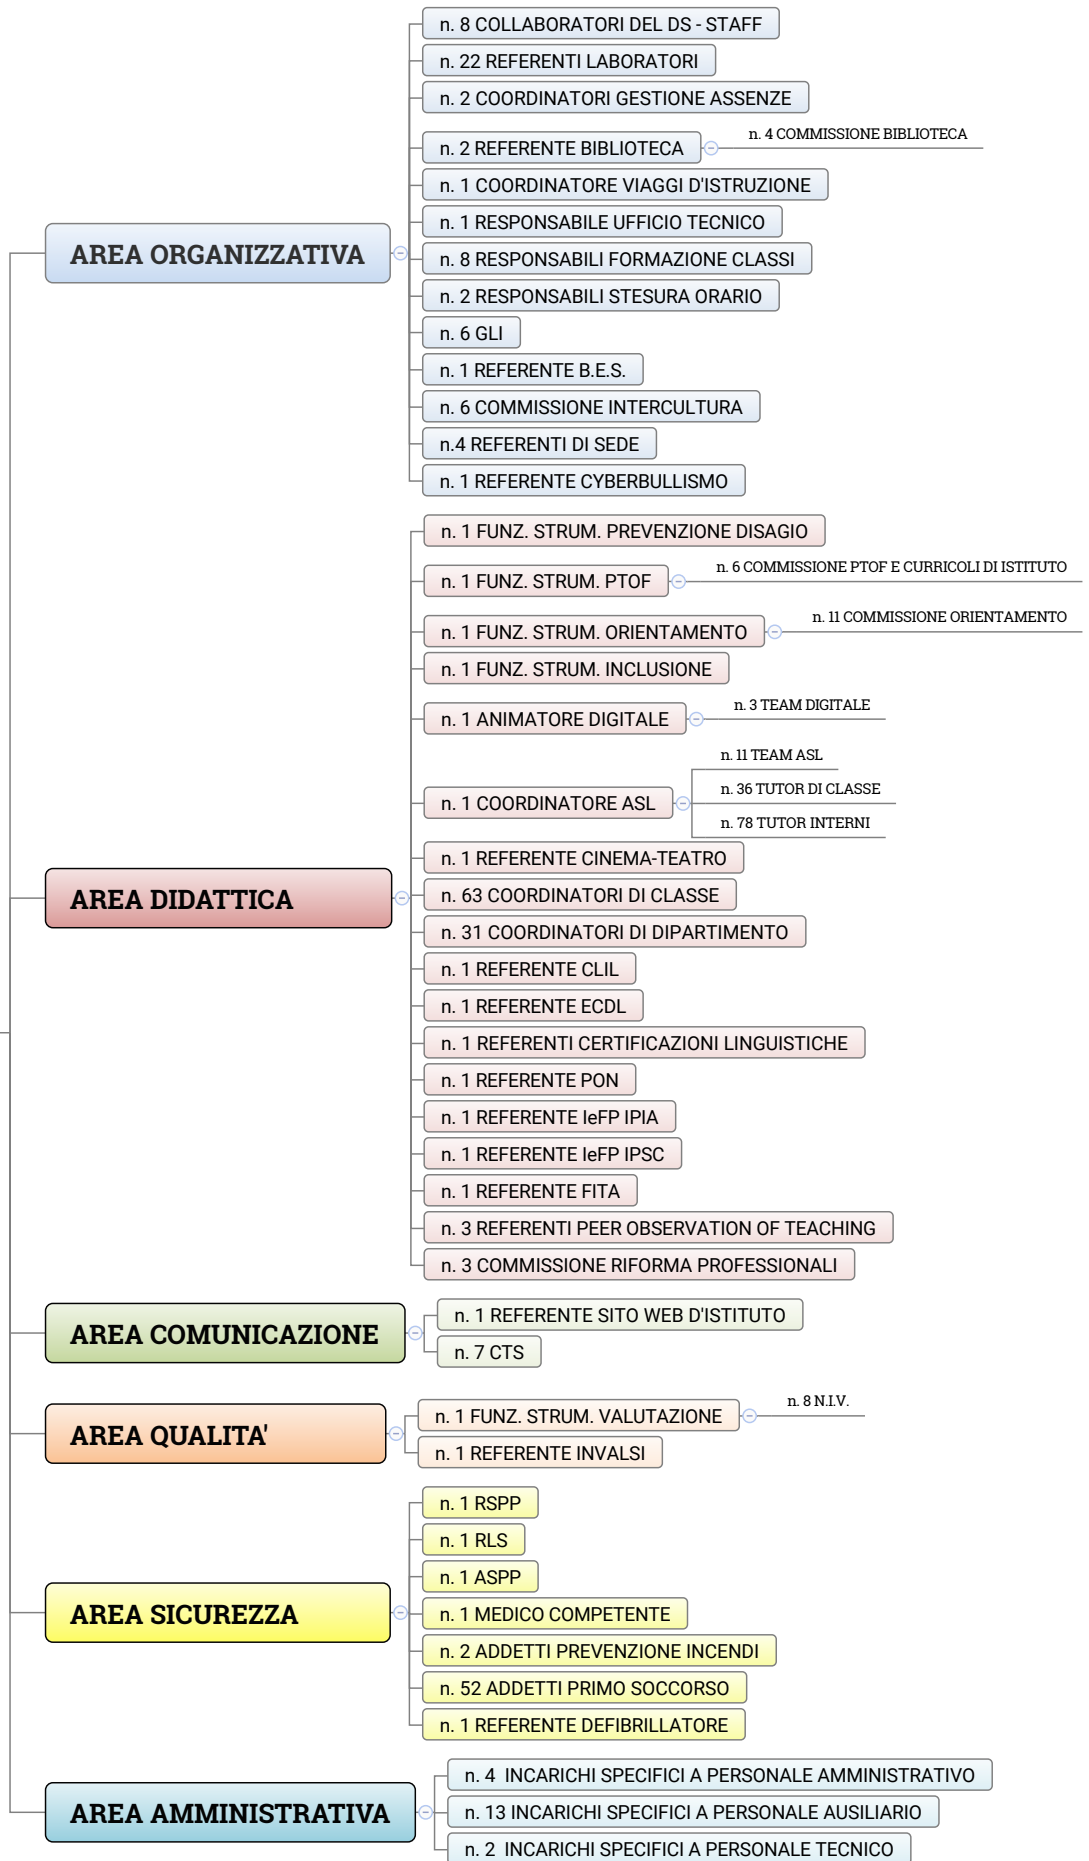 n. 8 COLLABORATORI DEL DS - STAFF
n. 22 REFERENTI LABORATORI
n. 2 COORDINATORI GESTIONE ASSENZE
n. 2 REFERENTE BIBLIOTECA
n. 4 COMMISSIONE BIBLIOTECA
n. 1 COORDINATORE VIAGGI D'ISTRUZIONE
n. 1 RESPONSABILE UFFICIO TECNICO
AREA ORGANIZZATIVA
n. 8 RESPONSABILI FORMAZIONE CLASSI
n. 2 RESPONSABILI STESURA ORARIO
n. 6 GLI
n. 1 REFERENTE B.E.S.
n. 6 COMMISSIONE INTERCULTURA
n.4 REFERENTI DI SEDE
n. 1 REFERENTE CYBERBULLISMO
n. 1 FUNZ. STRUM. PREVENZIONE DISAGIO
n. 1 FUNZ. STRUM. PTOF
n. 6 COMMISSIONE PTOF E CURRICOLI DI ISTITUTO
n. 1 FUNZ. STRUM. ORIENTAMENTO
n. 11 COMMISSIONE ORIENTAMENTO
n. 1 FUNZ. STRUM. INCLUSIONE
n. 1 ANIMATORE DIGITALE
n. 3 TEAM DIGITALE
n. 1 COORDINATORE ASL
n. 11 TEAM ASL
n. 36 TUTOR DI CLASSE
n. 78 TUTOR INTERNI
n. 1 REFERENTE CINEMA-TEATRO
AREA DIDATTICA
n. 63 COORDINATORI DI CLASSE
n. 31 COORDINATORI DI DIPARTIMENTO
n. 1 REFERENTE CLIL
n. 1 REFERENTE ECDL
n. 1 REFERENTI CERTIFICAZIONI LINGUISTICHE
n. 1 REFERENTE PON
n. 1 REFERENTE IeFP IPIA
n. 1 REFERENTE IeFP IPSC
n. 1 REFERENTE FITA
n. 3 REFERENTI PEER OBSERVATION OF TEACHING
n. 3 COMMISSIONE RIFORMA PROFESSIONALI
AREA COMUNICAZIONE
n. 1 REFERENTE SITO WEB D'ISTITUTO
n. 7 CTS
AREA QUALITA'
n. 1 FUNZ. STRUM. VALUTAZIONE
n. 8 N.I.V.
n. 1 REFERENTE INVALSI
n. 1 RSPP
n. 1 RLS
n. 1 ASPP
AREA SICUREZZA
n. 1 MEDICO COMPETENTE
n. 2 ADDETTI PREVENZIONE INCENDI
n. 52 ADDETTI PRIMO SOCCORSO
n. 1 REFERENTE DEFIBRILLATORE
n. 4 INCARICHI SPECIFICI A PERSONALE AMMINISTRATIVO
AREA AMMINISTRATIVA
n. 13 INCARICHI SPECIFICI A PERSONALE AUSILIARIO
n. 2 INCARICHI SPECIFICI A PERSONALE TECNICO